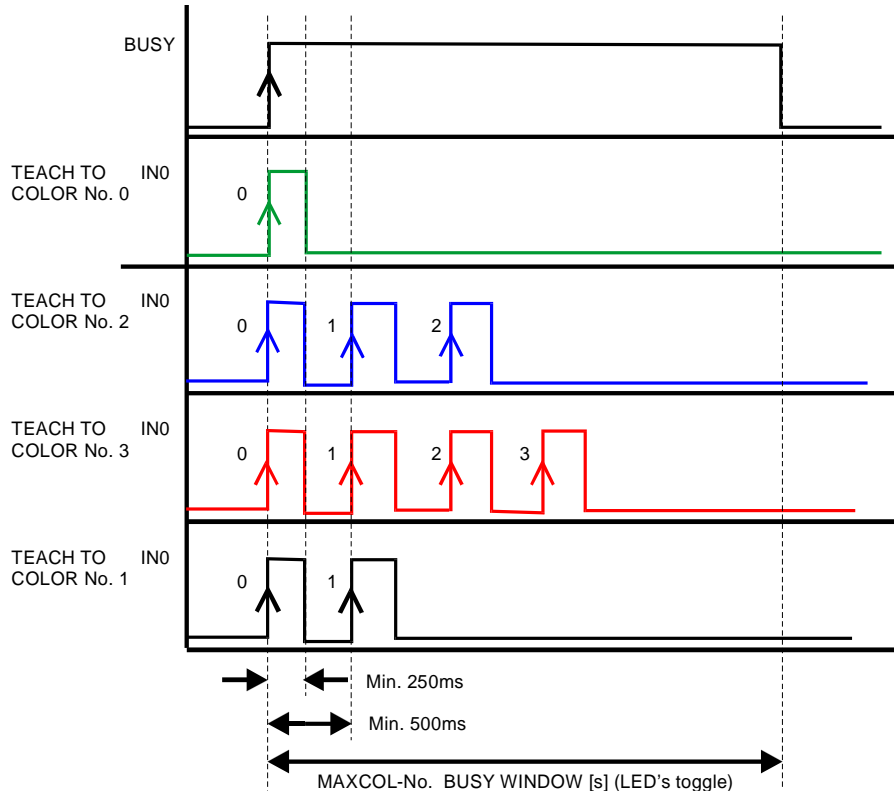 BUSY
TEACH TO IN0
COLOR No. 0
0
TEACH TO IN0
COLOR No. 2
0 1 2
TEACH TO IN0
COLOR No. 3
0 1 2 3
TEACH TO IN0
COLOR No. 1
0 1
Min. 250ms
Min. 500ms
MAXCOL-No. BUSY WINDOW [s] (LED's toggle)